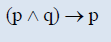 (p ∧ q) → p